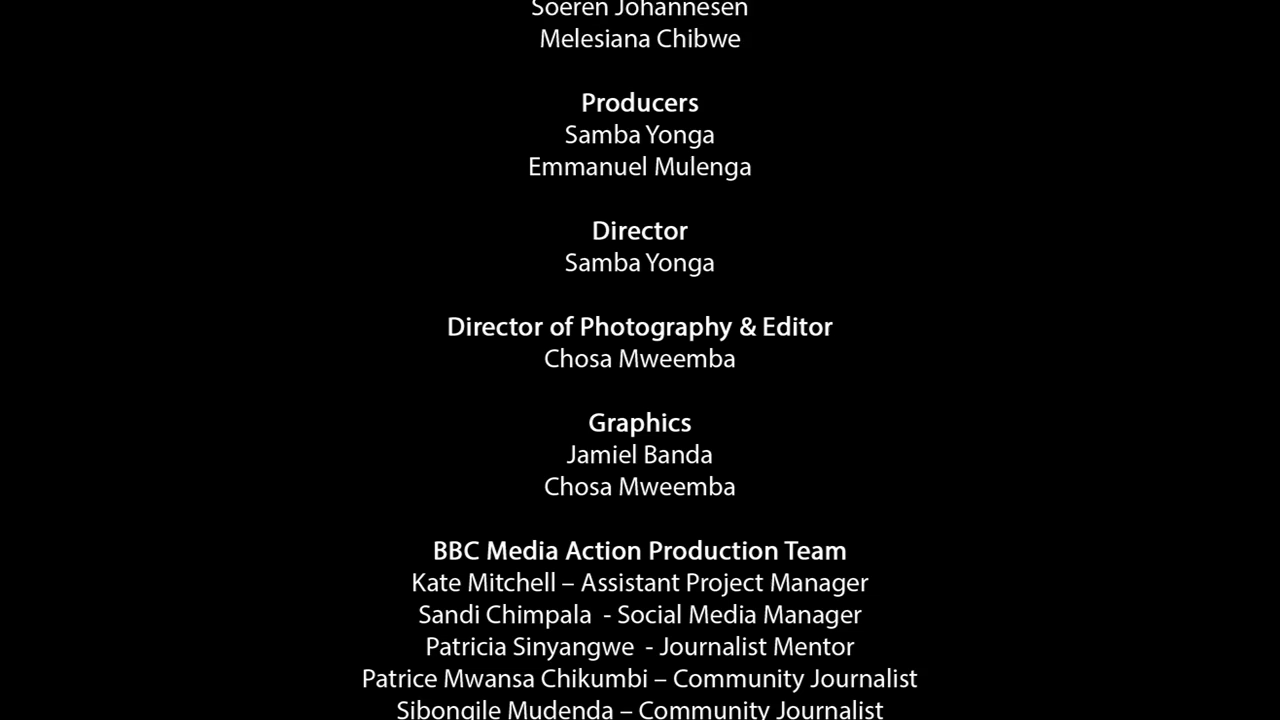 Soeren Johannesen
Melesiana Chibwe
Producers
Samba Yonga
Emmanuel Mulenga
Director
Samba Yonga
Director of Photography & Editor
Chosa Mweemba
Graphics
Jamiel Banda
Chosa Mweemba
BBC Media Action Production Team
Kate Mitchell – Assistant Project Manager
Sandi Chimpala  - Social Media Manager
Patricia Sinyangwe  - Journalist Mentor
Patrice Mwansa Chikumbi – Community Journalist
Sibongile Mudenda – Community Journalist